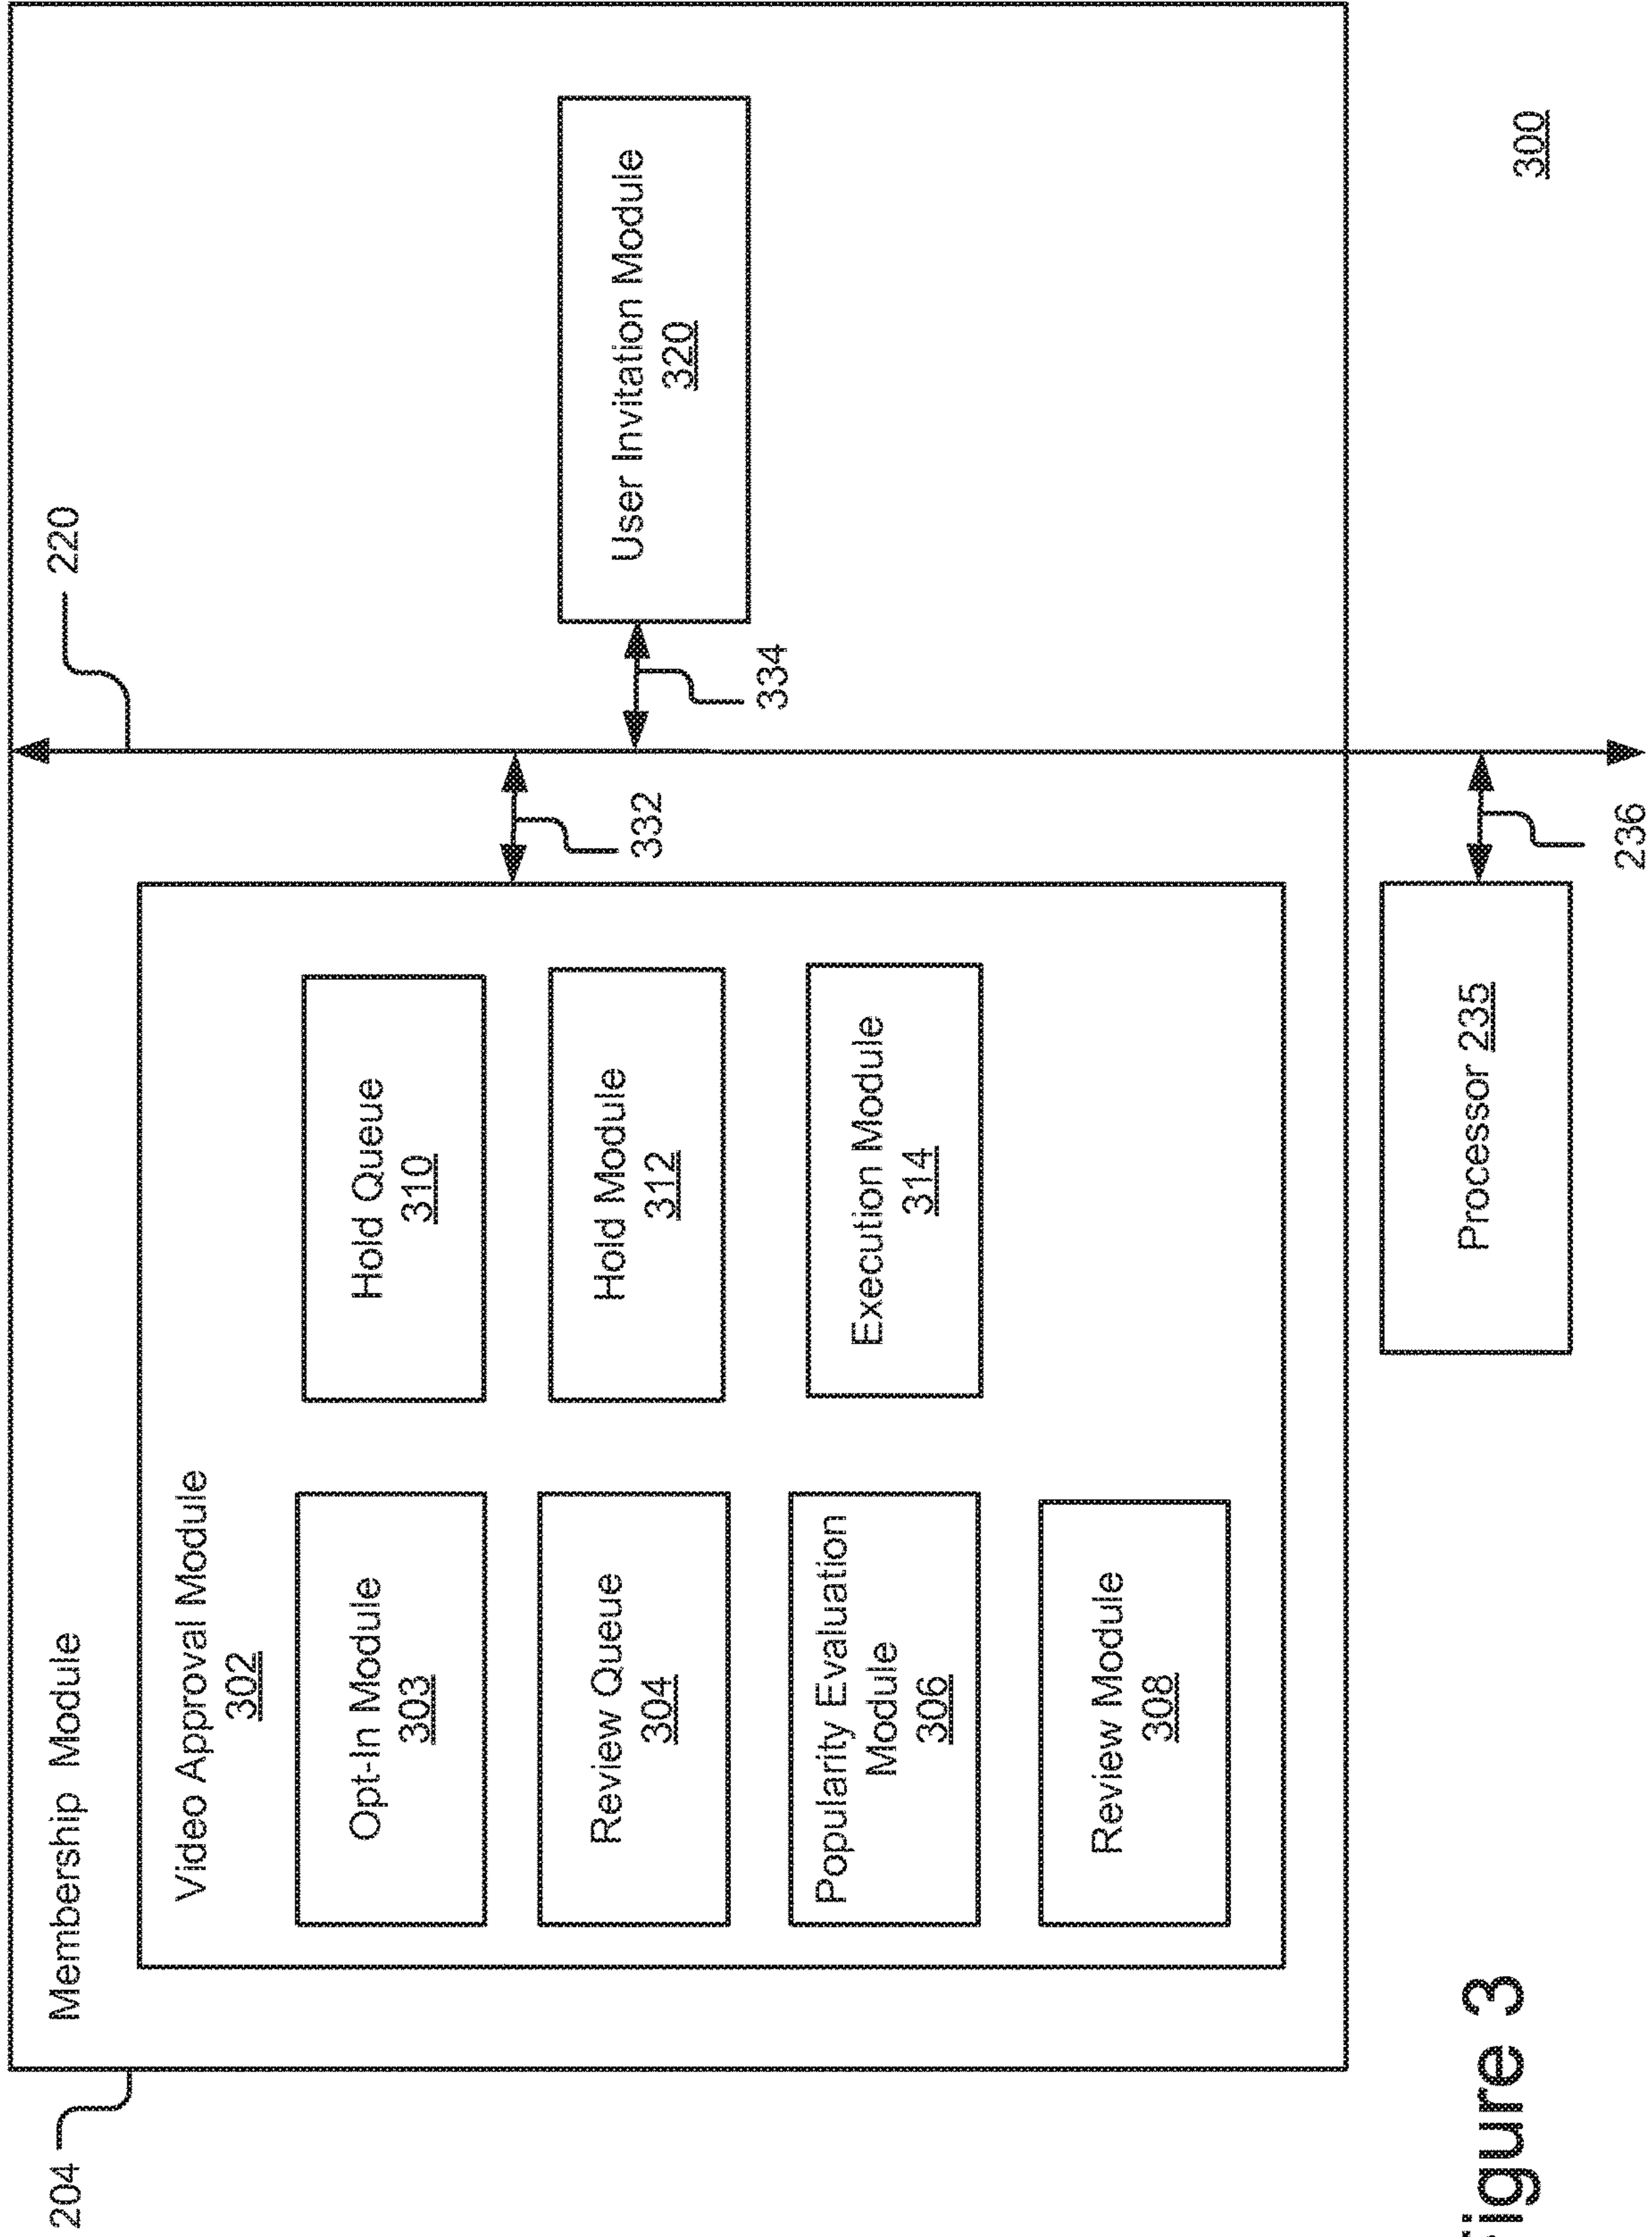 204
Membership Module
220
Video Approval Module
302
Opt-In Module
303
Hold Queue
310
Review Queue
304
Hold Module
312
Popularity Evaluation
Module
306
Execution Module
314
Review Module
308
332
334
User Invitation Module
320
Processor 235
236
300
igure 3